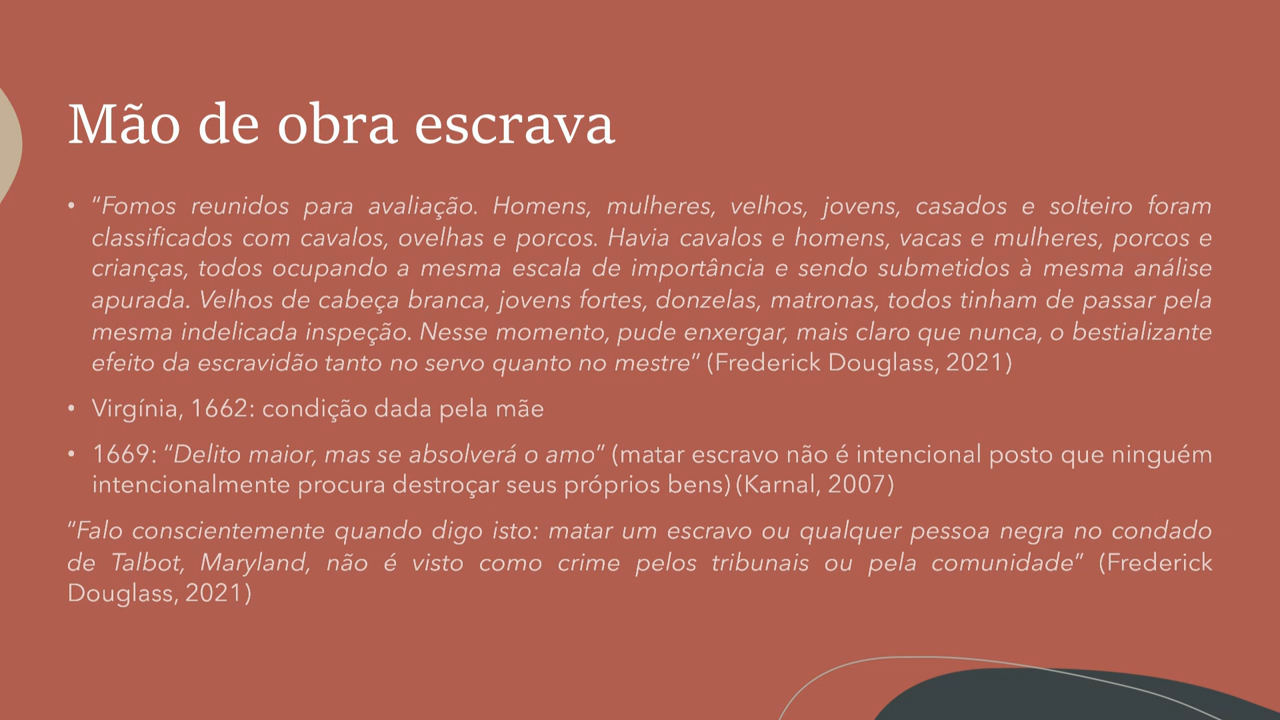 Mão de obra escrava
• “Fomos reunidos para avaliação. Homens, mulheres, velhos, jovens, casados e solteiro foram
classificados com cavalos, ovelhas e porcos. Havia cavalos e homens, vacas e mulheres, porcos e
crianças, todos ocupando a mesma escala de importância e sendo submetidos à mesma análise
apurada. Velhos de cabeça branca, jovens fortes, donzelas, matronas, todos tinham de passar pela
mesma indelicada inspeção. Nesse momento, pude enxergar, mais claro que nunca, o bestializante
efeito da escravidão tanto no servo quanto no mestre” (Frederick Douglass, 2021)
• Virgínia, 1662: condição dada pela mãe
• 1669: “Delito maior, mas se absolverá o amo” (matar escravo não é intencional posto que ninguém
intencionalmente procura destroçar seus próprios bens) (Karnal, 2007)
“Falo conscientemente quando digo isto: matar um escravo ou qualquer pessoa negra no condado
de Talbot, Maryland, não é visto como crime pelos tribunais ou pela comunidade” (Frederick
Douglass, 2021)